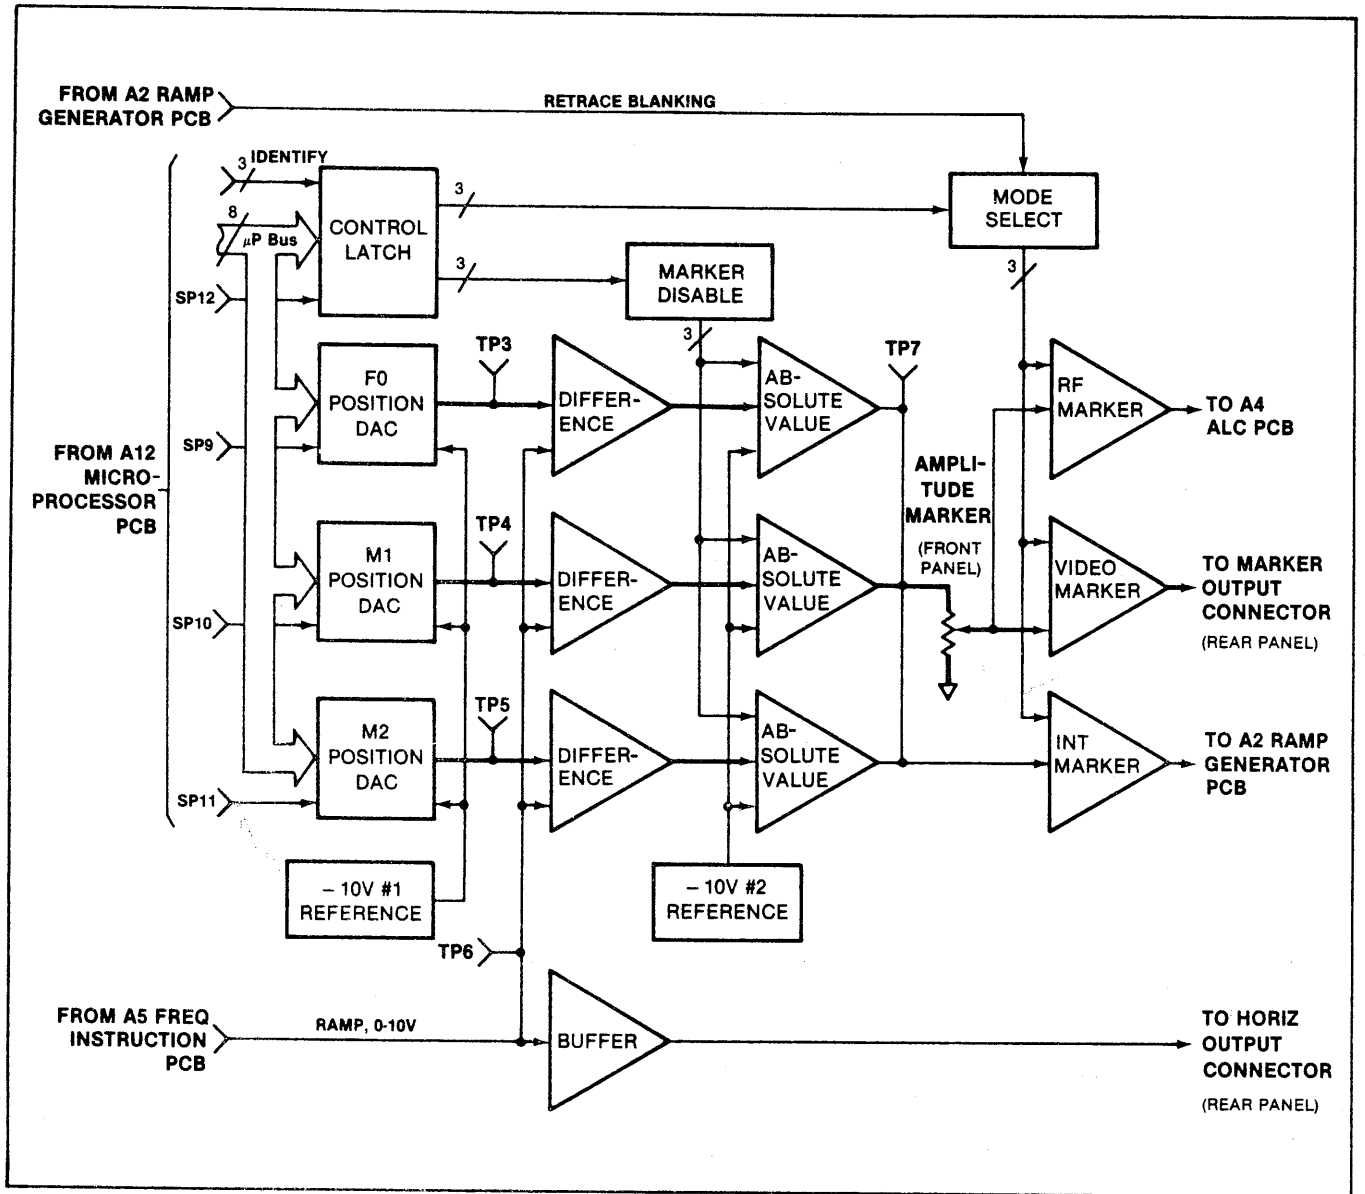 FROM A2 RAMP
GENERATOR PCB
RETRACE BLANKING
3
IDENTIFY
8
µP Bus
CONTROL
LATCH
3
3
MODE
SELECT
3
MARKER
DISABLE
3
SP12
FROM A12
MICRO-
PROCESSOR
PCB
SP9
SP10
SP11
F0
POSITION
DAC
TP3
DIFFER-
ENCE
AB-
SOLUTE
VALUE
TP7
RF
MARKER
TO A4
ALC PCB
AMPLI-
TUDE
MARKER
(FRONT
PANEL)
M1
POSITION
DAC
TP4
DIFFER-
ENCE
AB-
SOLUTE
VALUE
VIDEO
MARKER
TO MARKER
OUTPUT
CONNECTOR
(REAR PANEL)
M2
POSITION
DAC
TP5
DIFFER-
ENCE
AB-
SOLUTE
VALUE
INT
MARKER
TO A2 RAMP
GENERATOR
PCB
– 10V #1
REFERENCE
– 10V #2
REFERENCE
TP6
FROM A5 FREQ
INSTRUCTION
PCB
RAMP, 0-10V
BUFFER
TO HORIZ
OUTPUT
CONNECTOR
(REAR PANEL)